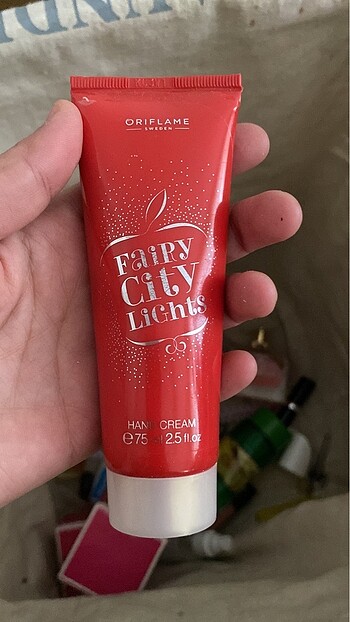 ORIFLAME
SWEDEN
FaiRy
City
LiGhts
HAND CREAM
℮75 ml 2.5 fl.oz